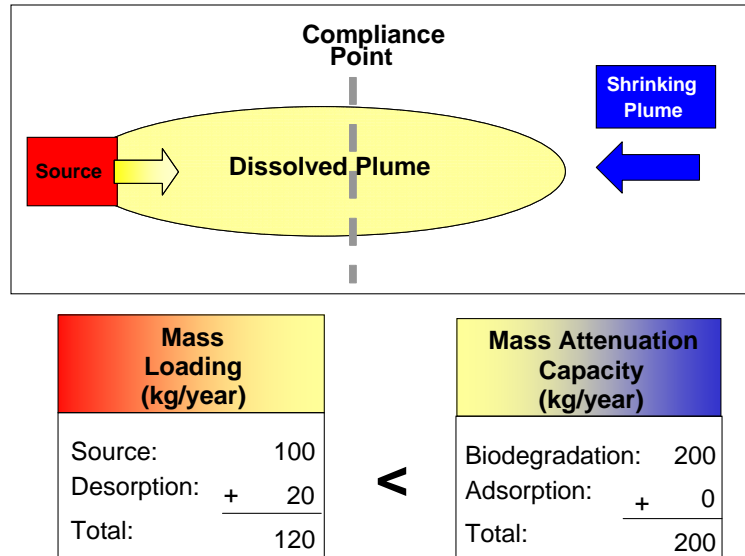 Compliance
Point
Shrinking
Plume
Source
Dissolved Plume
Mass
Loading
(kg/year)
Source: 100
Desorption: + 20
Total: 120
<
Mass Attenuation
Capacity
(kg/year)
Biodegradation: 200
Adsorption: + 0
Total: 200